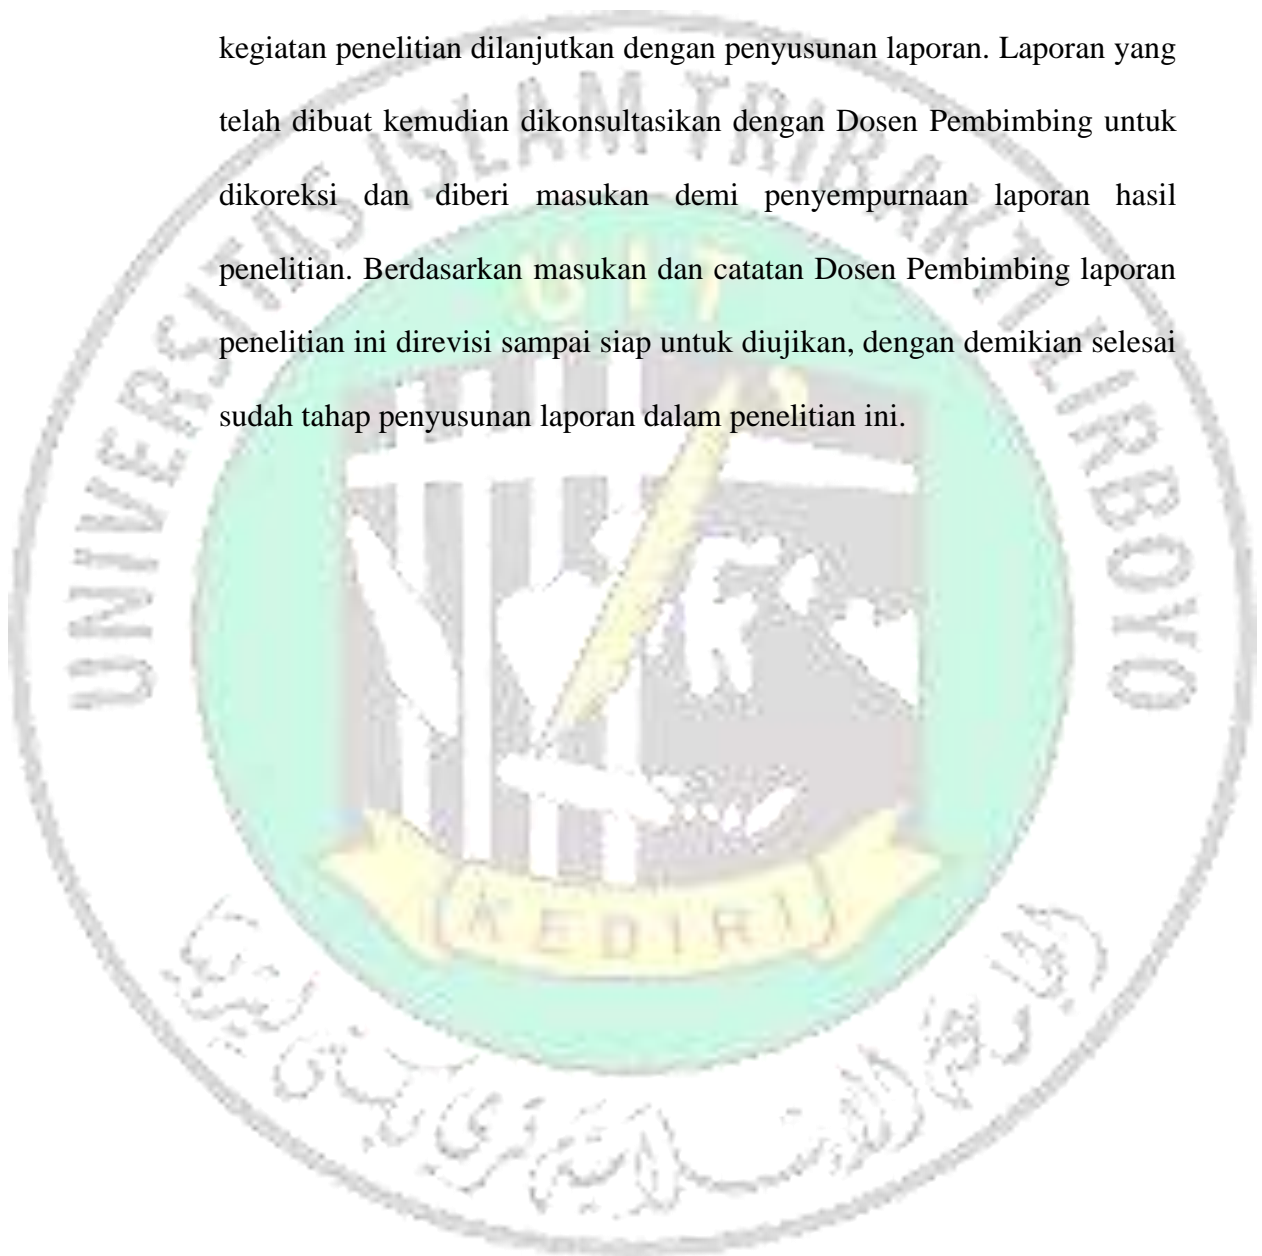 kegiatan penelitian dilanjutkan dengan penyusunan laporan. Laporan yang
telah dibuat kemudian dikonsultasikan dengan Dosen Pembimbing untuk
dikoreksi dan diberi masukan demi penyempurnaan laporan hasil
penelitian. Berdasarkan masukan dan catatan Dosen Pembimbing laporan
penelitian ini direvisi sampai siap untuk diujikan, dengan demikian selesai
sudah tahap penyusunan laporan dalam penelitian ini.
UNIVERSITAS ISLAM TRIBAKTI LIRBOYO
UIT
KEDIRI